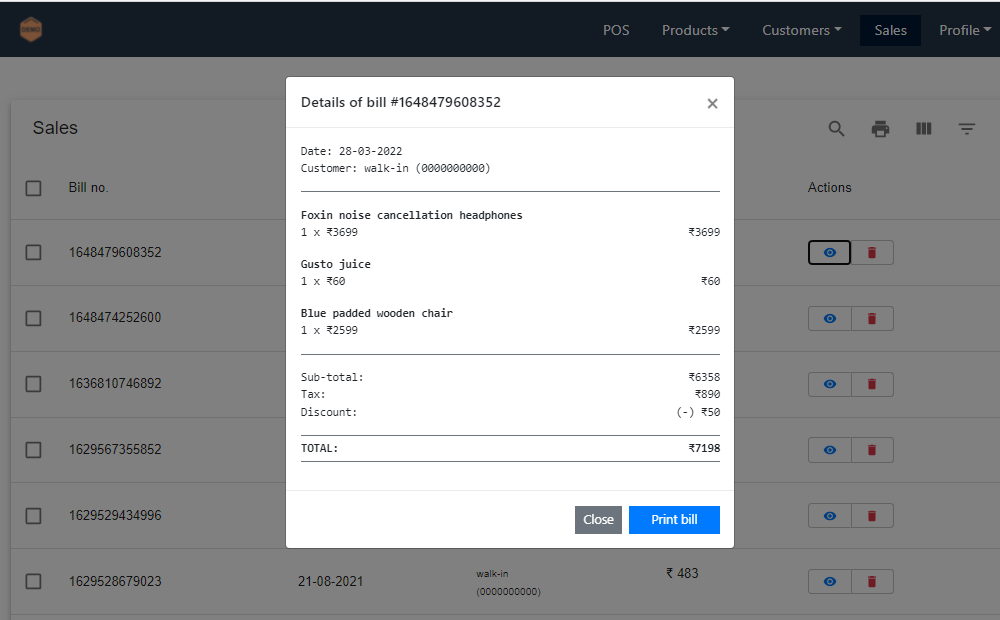 DEMO
POS Products Customers Sales Profile
Details of bill #1648479608352 ×
Sales
Date: 28-03-2022
Customer: walk-in (0000000000)
Bill no. Actions
Foxin noise cancellation headphones
1 x ₹3699 ₹3699
1648479608352
Gusto juice
1 x ₹60 ₹60
Blue padded wooden chair
1 x ₹2599 ₹2599
1648474252600
Sub-total: ₹6358
1636810746892
Tax: ₹890
Discount: (-) ₹50
TOTAL: ₹7198
1629567355852
1629529434996
Close Print bill
1629528679023 21-08-2021 walk-in ₹ 483
(0000000000)